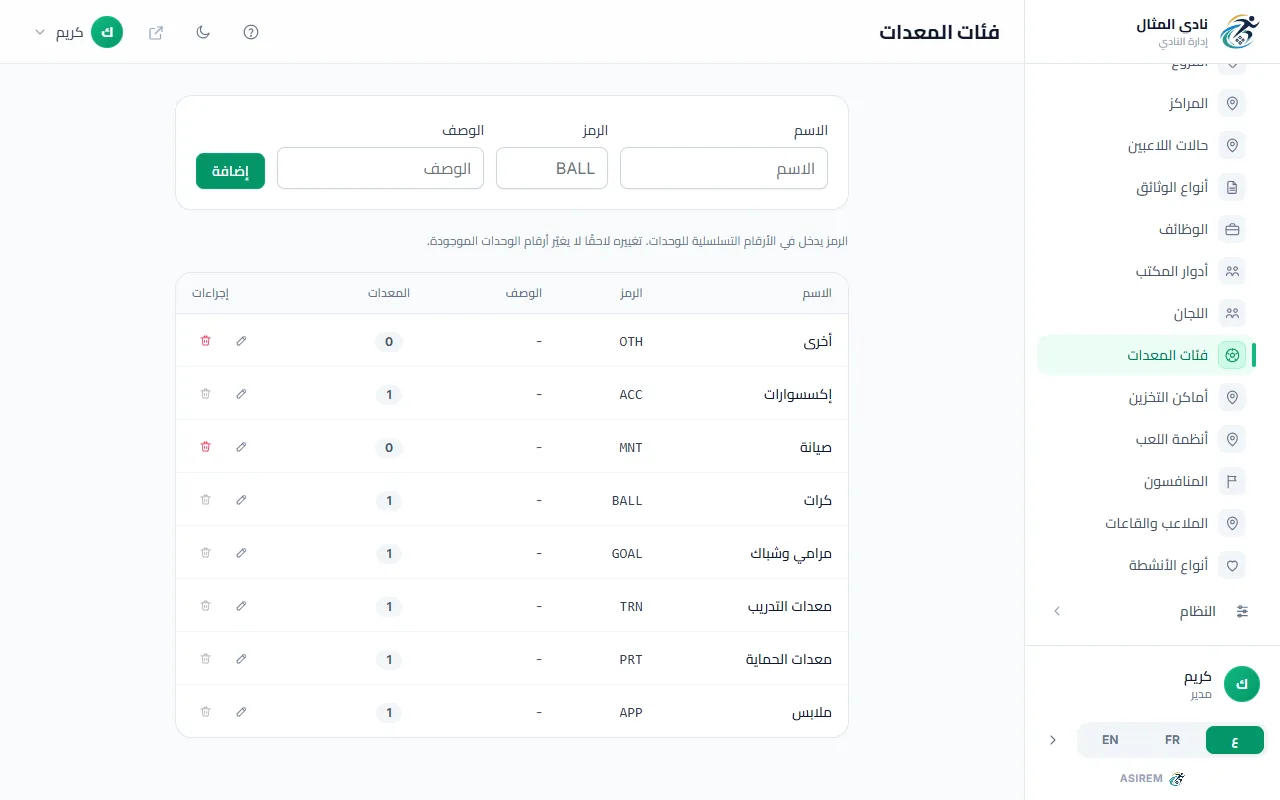 نادي المثال
إدارة النادي
فئات المعدات
ك كريم
الفروع
المراكز
حالات اللاعبين
أنواع الوثائق
الوظائف
أدوار المكتب
اللجان
فئات المعدات
أماكن التخزين
أنظمة اللعب
المنافسون
الملاعب والقاعات
أنواع الأنشطة
النظام
ك كريم
مدير
ع FR EN
ASIREM
الاسم الرمز الوصف
الاسم BALL الوصف إضافة
الرمز يدخل في الأرقام التسلسلية للوحدات. تغييره لاحقًا لا يغيّر أرقام الوحدات الموجودة.
الاسم الرمز الوصف المعدات إجراءات
أخرى OTH - 0
إكسسوارات ACC - 1
صيانة MNT - 0
كرات BALL - 1
مرامي وشباك GOAL - 1
معدات التدريب TRN - 1
معدات الحماية PRT - 1
ملابس APP - 1